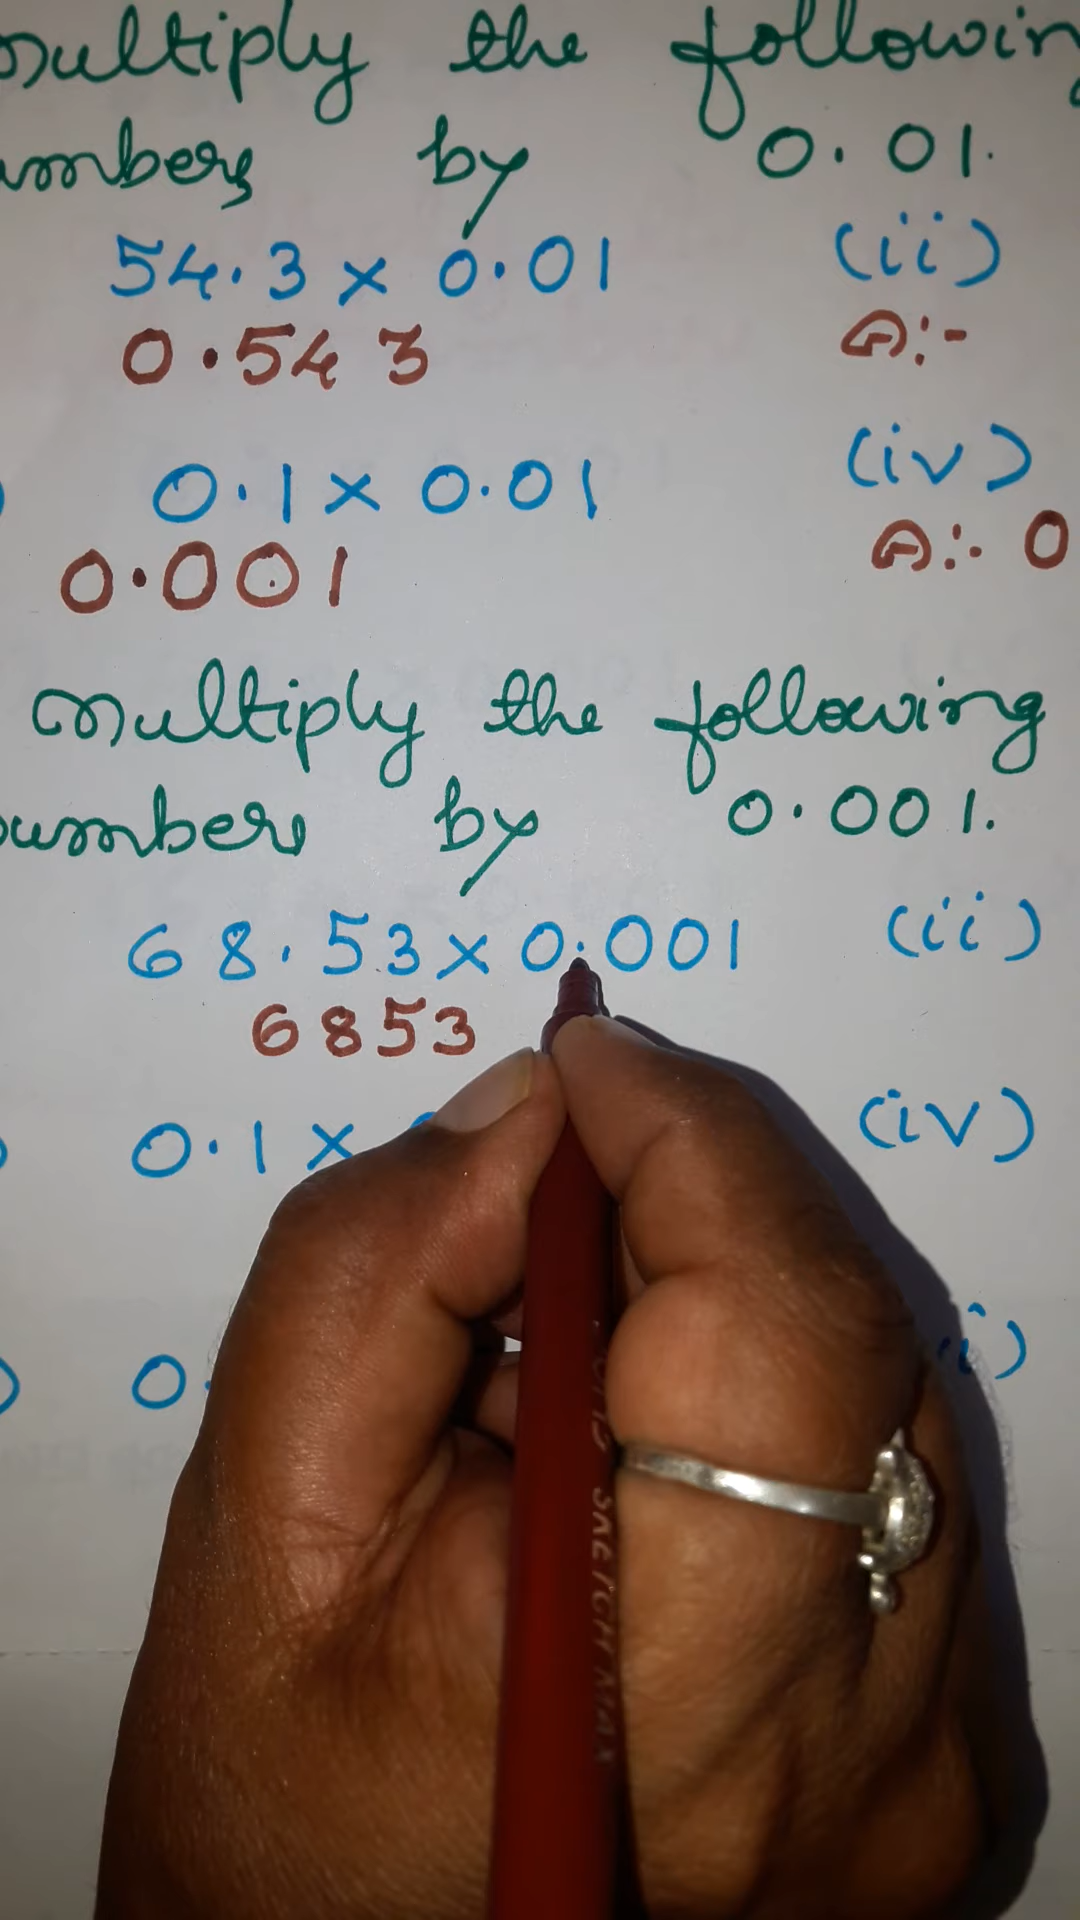 multiply the following
numbers by 0.01.
54.3 x 0.01 (ii)
0.543 A:-
0.1 x 0.01 (iv)
0.001 A:- 0
multiply the following
numbers by 0.001.
68.53 x 0.001 (ii)
6853
0.1 x (iv)
0. i)